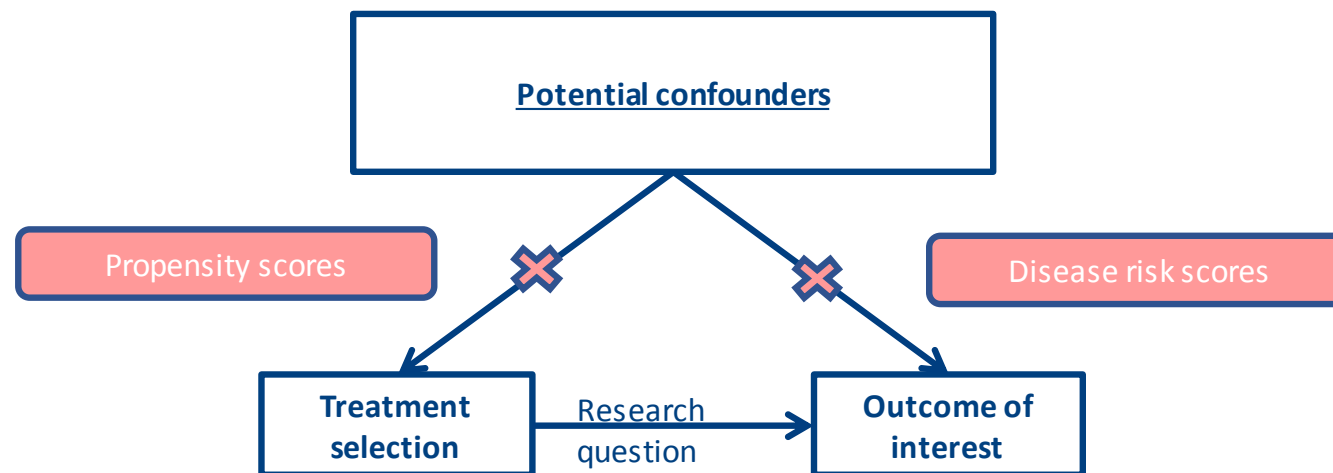 Potential confounders
Propensity scores
Disease risk scores
Treatment
selection
Research
question
Outcome of
interest